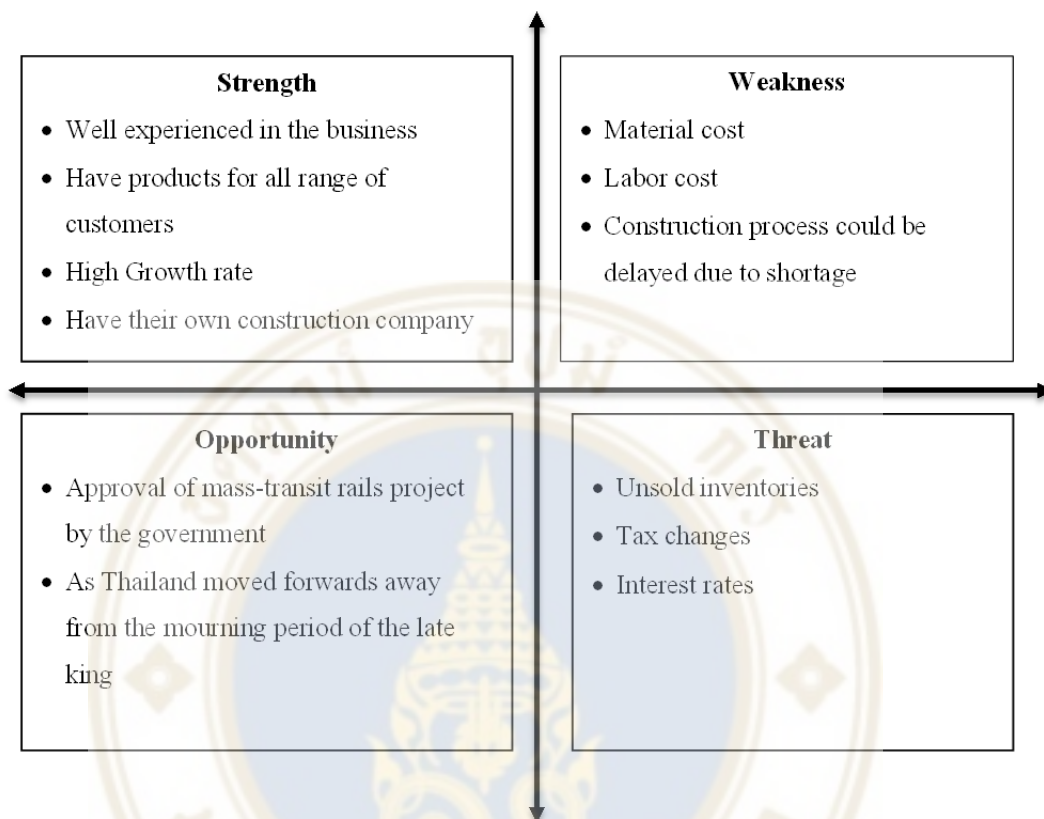 Strength
• Well experienced in the business
• Have products for all range of
customers
• High Growth rate
• Have their own construction company
Weakness
• Material cost
• Labor cost
• Construction process could be
delayed due to shortage
Opportunity
• Approval of mass-transit rails project
by the government
• As Thailand moved forwards away
from the mourning period of the late
king
Threat
• Unsold inventories
• Tax changes
• Interest rates